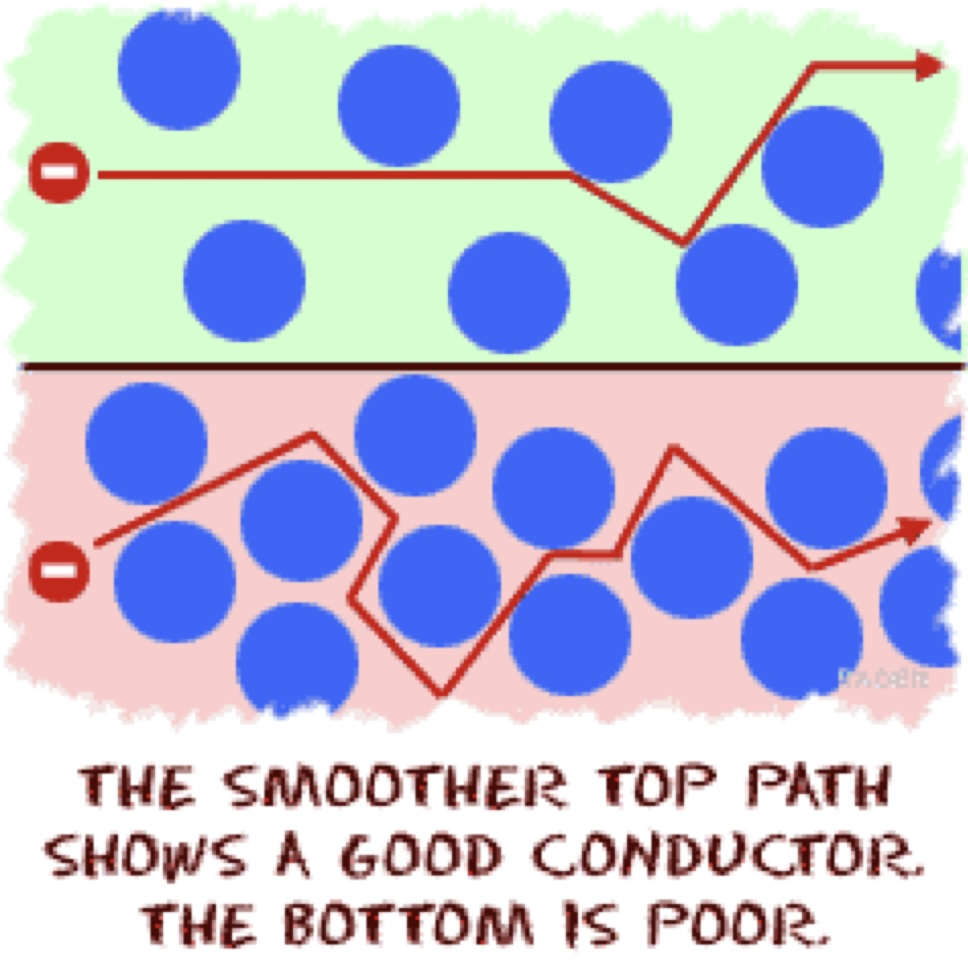 THE SMOOTHER TOP PATH
SHOWS A GOOD CONDUCTOR.
THE BOTTOM IS POOR.